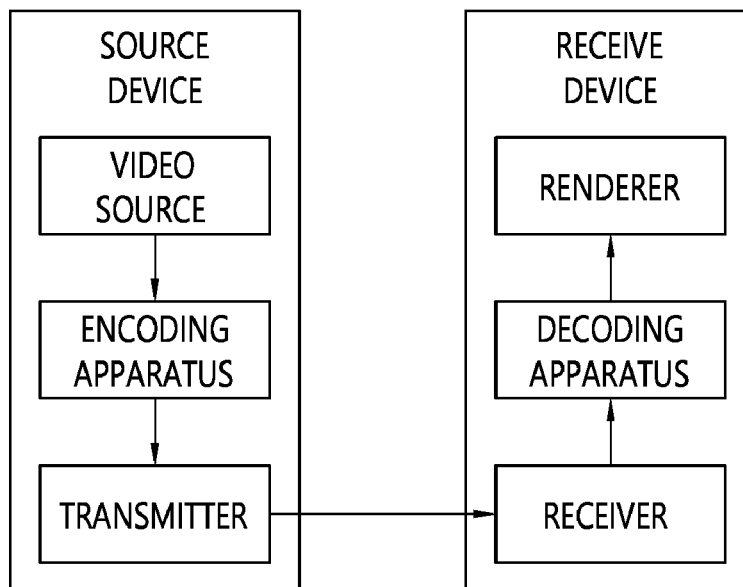 SOURCE
DEVICE
VIDEO
SOURCE
ENCODING
APPARATUS
TRANSMITTER
RECEIVE
DEVICE
RENDERER
DECODING
APPARATUS
RECEIVER